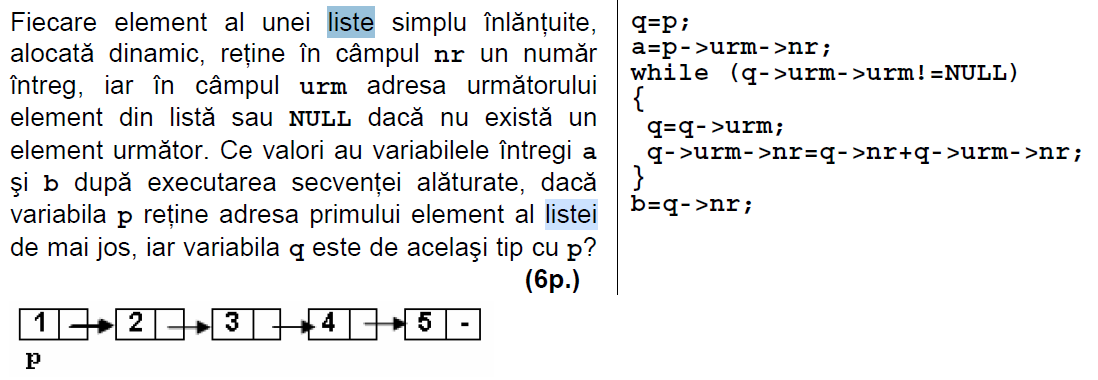 Fiecare element al unei liste simplu înlănțuite,
alocată dinamic, reține în câmpul nr un număr
întreg, iar în câmpul urm adresa următorului
element din listă sau NULL dacă nu există un
element următor. Ce valori au variabilele întregi a
şi b după executarea secvenței alăturate, dacă
variabila p reține adresa primului element al listei
de mai jos, iar variabila q este de acelaşi tip cu p?
(6p.)
q=p;
a=p->urm->nr;
while (q->urm->urm!=NULL)
{
q=q->urm;
q->urm->nr=q->nr+q->urm->nr;
}
b=q->nr;
1 2 3 4 5 -
p